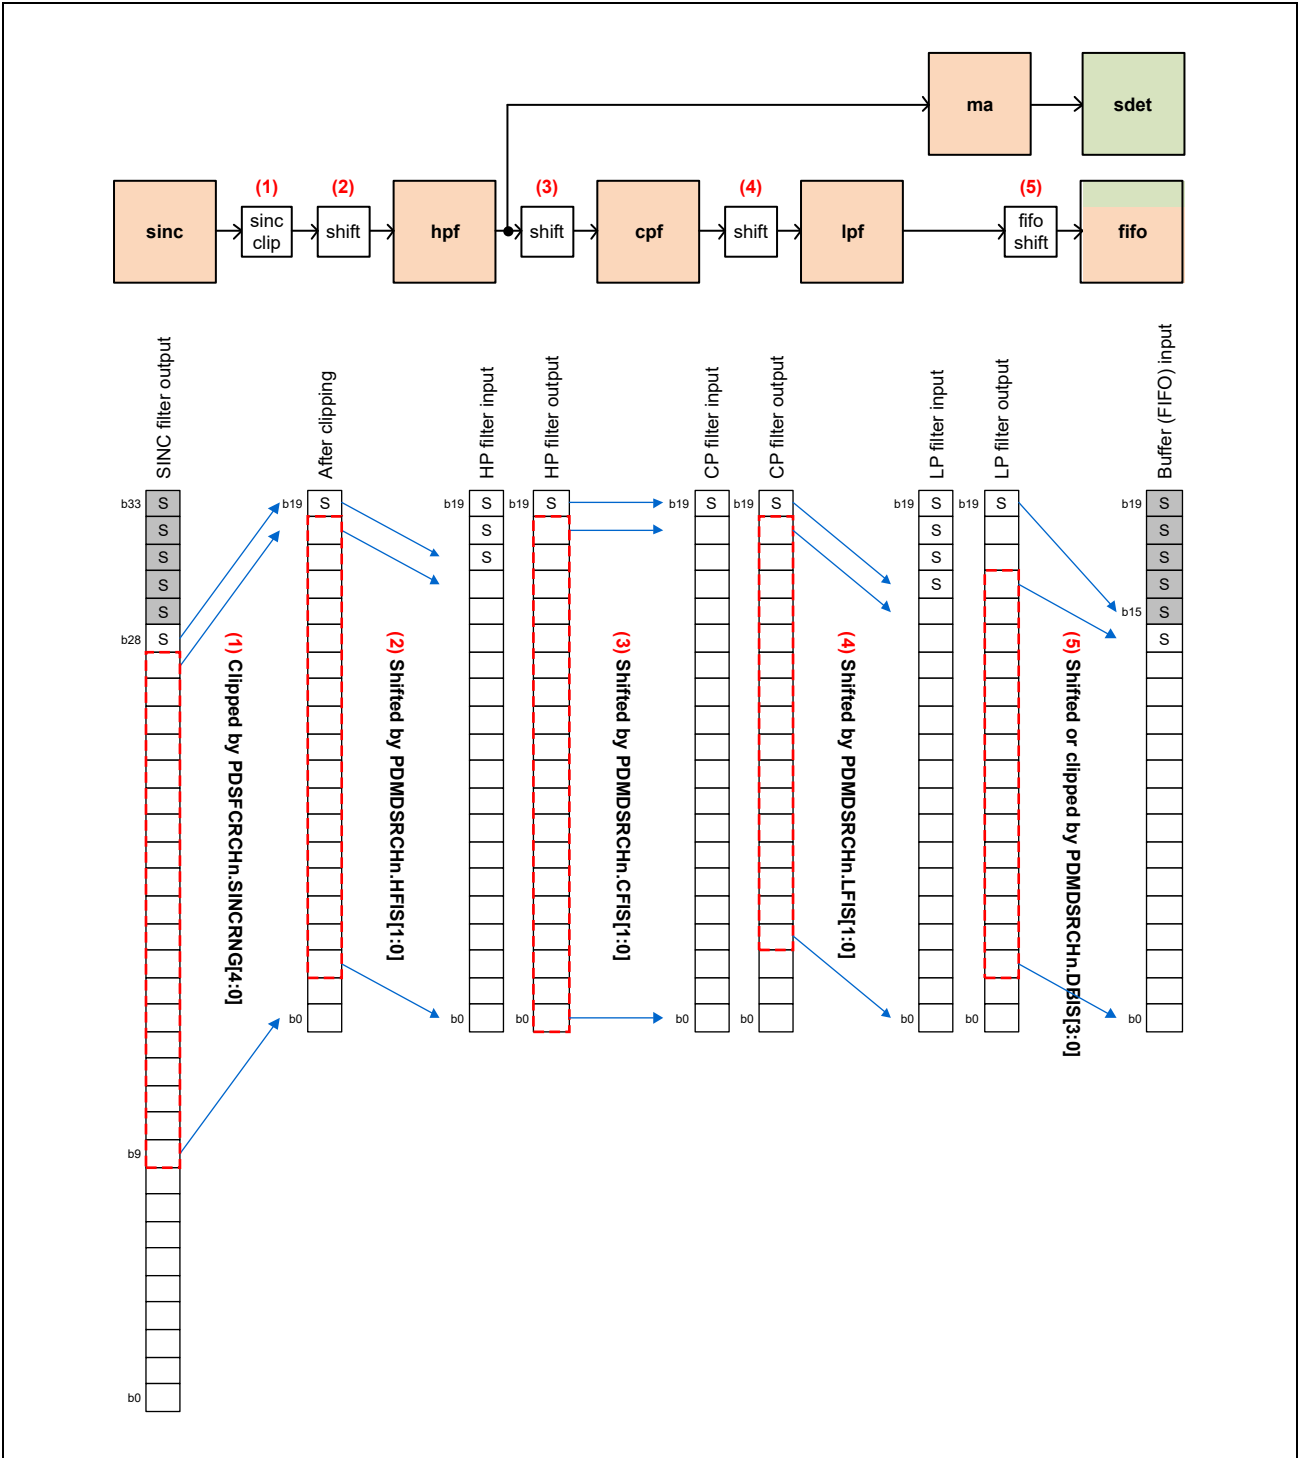 ma
sdet
(1)
(2)
(3)
(4)
(5)
sinc
sinc
clip
shift
hpf
shift
cpf
shift
lpf
fifo
shift
fifo
SINC filter output
After clipping
HP filter input
HP filter output
CP filter input
CP filter output
LP filter input
LP filter output
Buffer (FIFO) input
b33
S
b19
S
b19
S
b19
S
b19
S
b19
S
b19
S
b19
S
b19
S
S
S
S
S
S
S
S
S
S
S
S
S
S
b15
S
b28
S
S
(1) Clipped by PDSFCRCHn.SINCRNG[4:0]
(2) Shifted by PDMDSRCHn.HFIS[1:0]
(3) Shifted by PDMDSRCHn.CFIS[1:0]
(4) Shifted by PDMDSRCHn.LFIS[1:0]
(5) Shifted or clipped by PDMDSRCHn.DBIS[3:0]
b0
b0
b0
b0
b0
b0
b0
b0
b9
b0